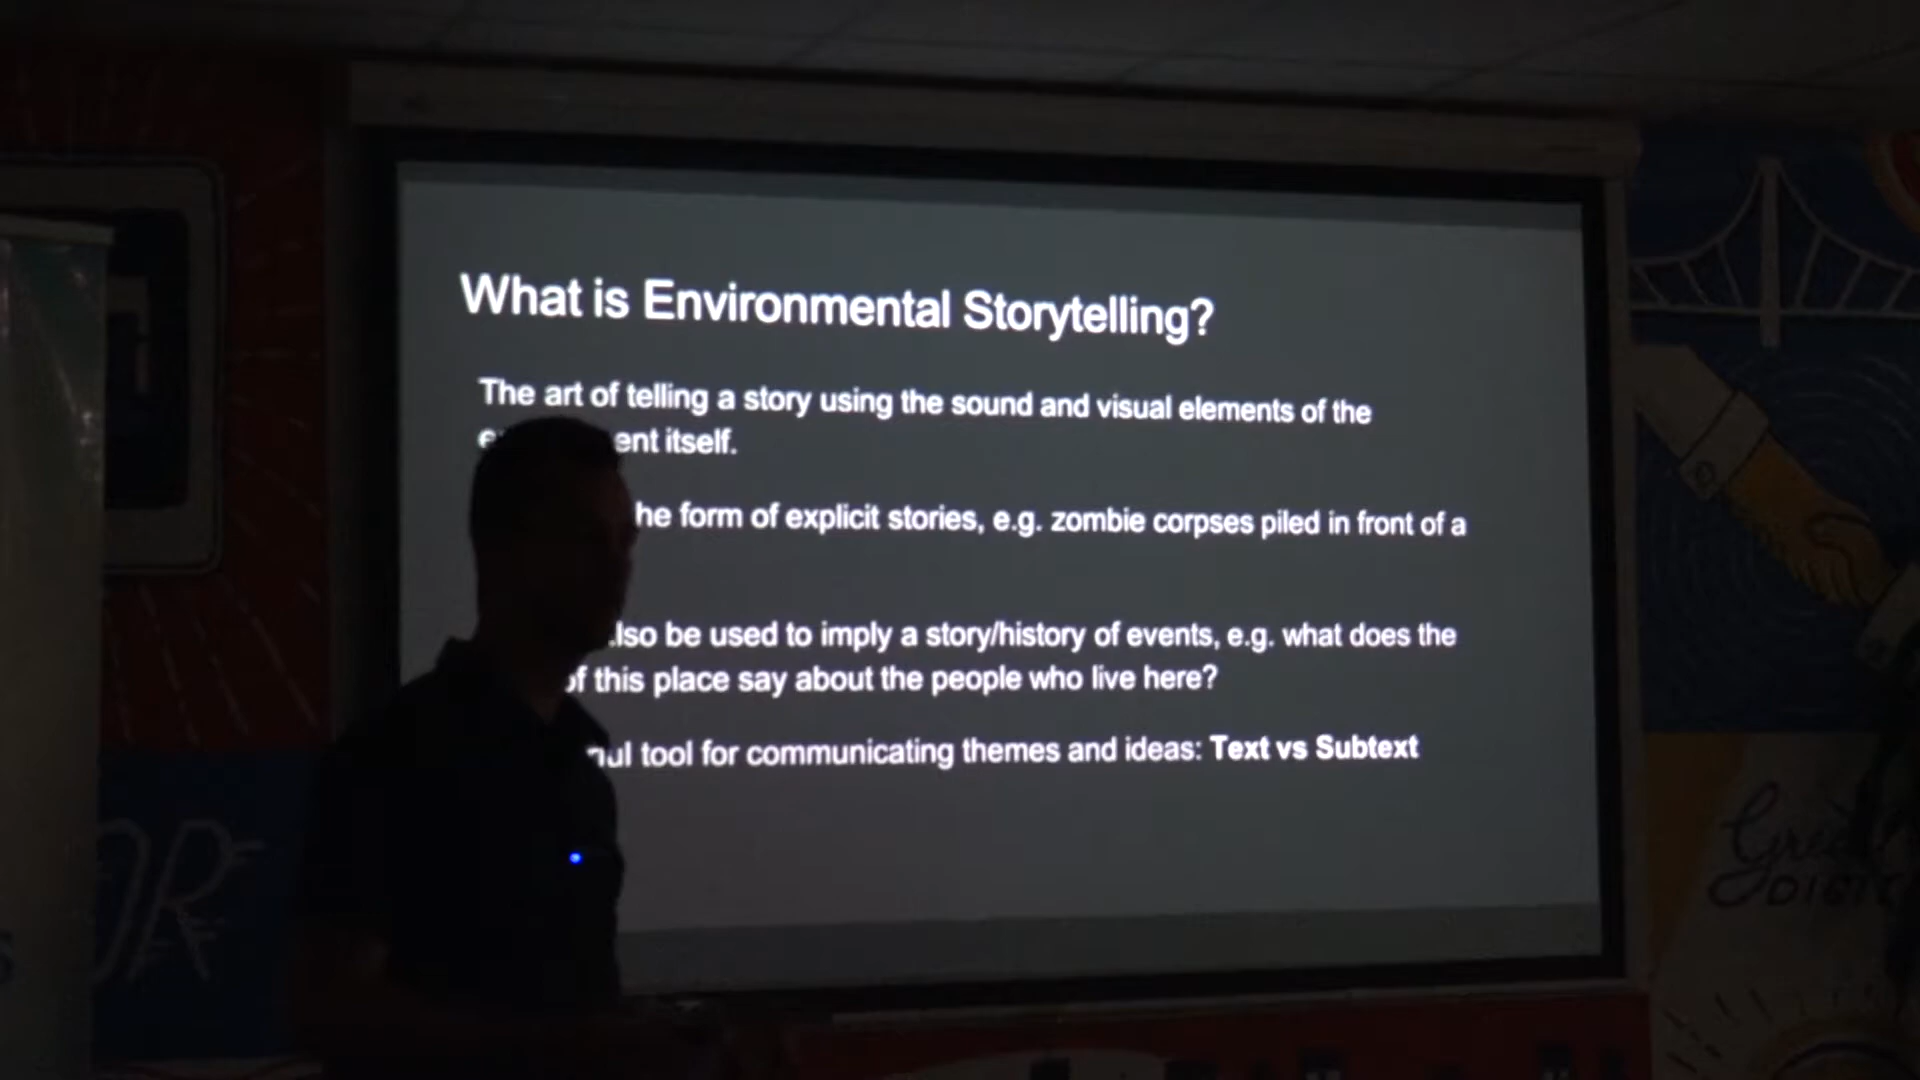 What is Environmental Storytelling?
The art of telling a story using the sound and visual elements of the
itself.
form of explicit stories, e.g. zombie corpses piled in front of a
be used to imply a story/history of events, e.g. what does the
of this place say about the people who live here?
tool for communicating themes and ideas: Text vs Subtext
OR